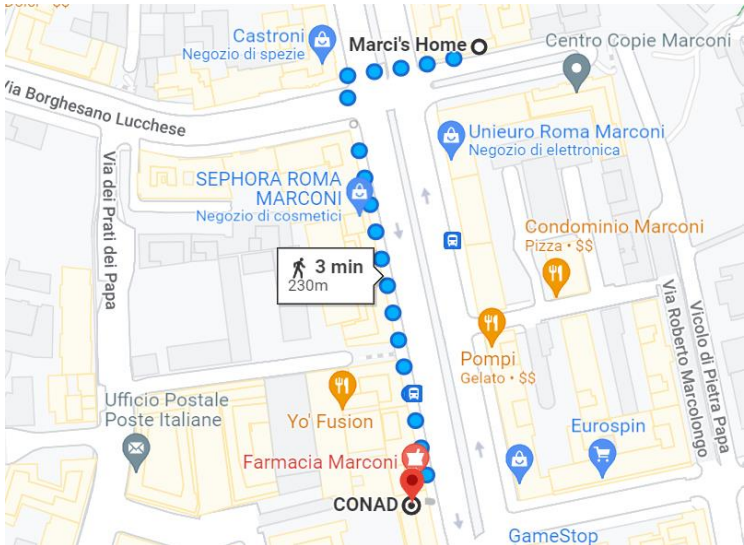 Castroni
Negozio di spezie
Marci's Home
Centro Copie Marconi
Via Borghesano Lucchese
Unieuro Roma Marconi
Negozio di elettronica
Via dei Prati dei Papa
SEPHORA ROMA
MARCONI
Negozio di cosmetici
Condominio Marconi
Pizza • $$
3 min
230m
Via Roberto Marcolongo
Vicolo di Pietra Papa
Pompi
Gelato • $$
Ufficio Postale
Poste Italiane
Yo' Fusion
Eurospin
Farmacia Marconi
CONAD
GameStop